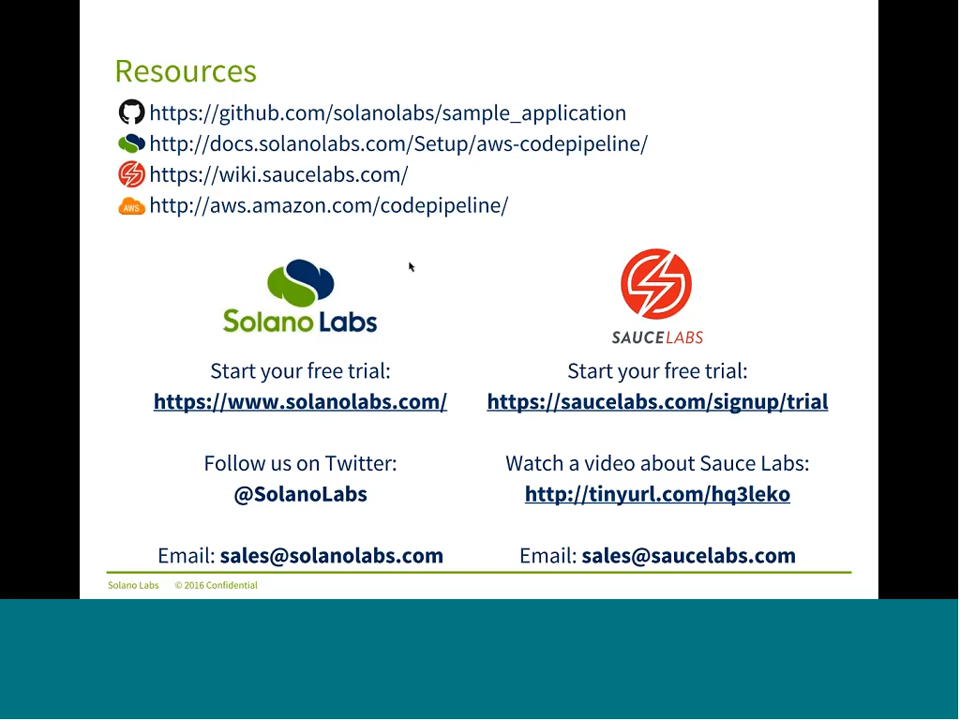 Resources
https://github.com/solanolabs/sample_application
http://docs.solanolabs.com/Setup/aws-codepipeline/
https://wiki.saucelabs.com/
AWS http://aws.amazon.com/codepipeline/
Solano Labs
SAUCELABS
Start your free trial:
https://www.solanolabs.com/
Start your free trial:
https://saucelabs.com/signup/trial
Follow us on Twitter:
@SolanoLabs
Watch a video about Sauce Labs:
http://tinyurl.com/hq3leko
Email: sales@solanolabs.com
Email: sales@saucelabs.com
Solano Labs © 2016 Confidential